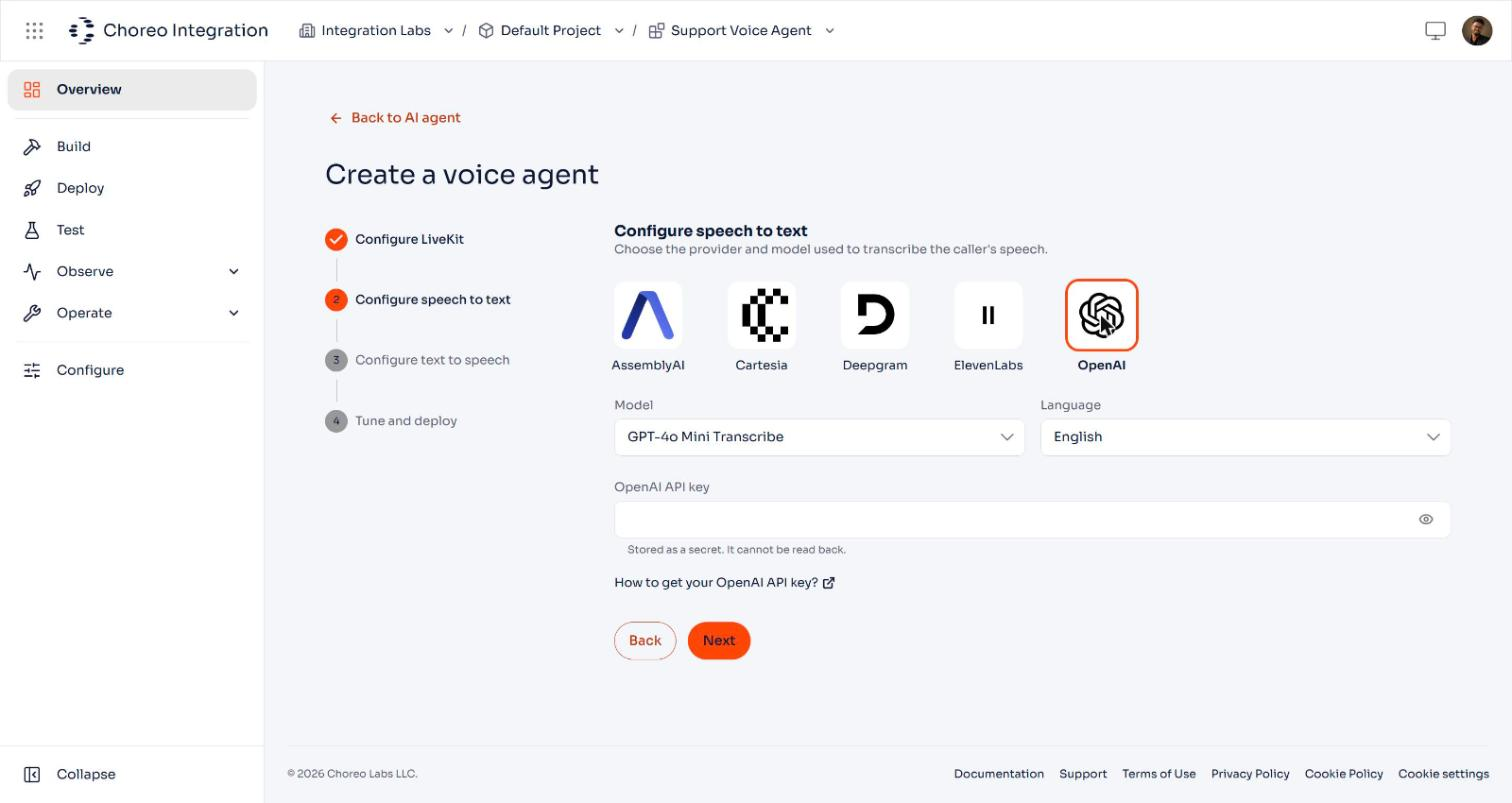 Choreo Integration
Integration Labs / Default Project / Support Voice Agent
Overview
Build
Deploy
Test
Observe
Operate
Configure
Collapse
Back to AI agent
Create a voice agent
Configure LiveKit
2 Configure speech to text
3 Configure text to speech
4 Tune and deploy
Configure speech to text
Choose the provider and model used to transcribe the caller's speech.
AssemblyAI Cartesia Deepgram ElevenLabs OpenAI
Model Language
GPT-4o Mini Transcribe English
OpenAI API key
Stored as a secret. It cannot be read back.
How to get your OpenAI API key?
Back Next
© 2026 Choreo Labs LLC. Documentation Support Terms of Use Privacy Policy Cookie Policy Cookie settings